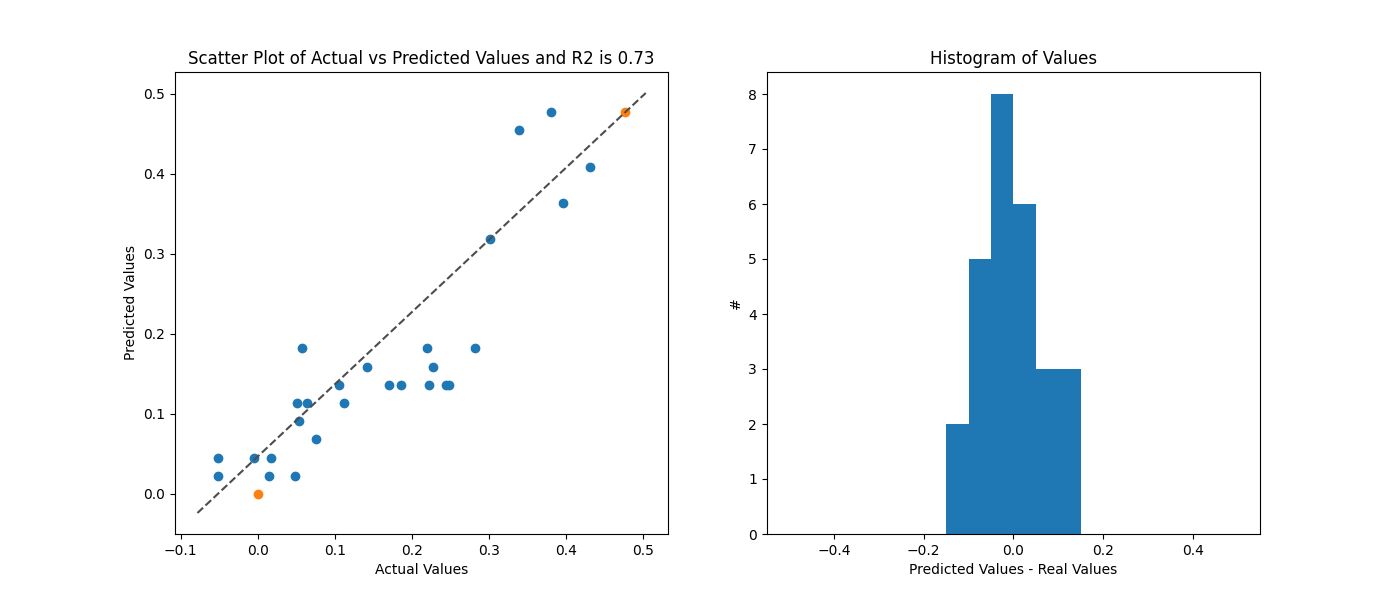 Scatter Plot of Actual vs Predicted Values and R2 is 0.73
0.5
0.4
0.3
0.2
0.1
0.0
Predicted Values
−0.1 0.0 0.1 0.2 0.3 0.4 0.5
Actual Values
Histogram of Values
8
7
6
5
4
3
2
1
0
#
−0.4 −0.2 0.0 0.2 0.4
Predicted Values - Real Values